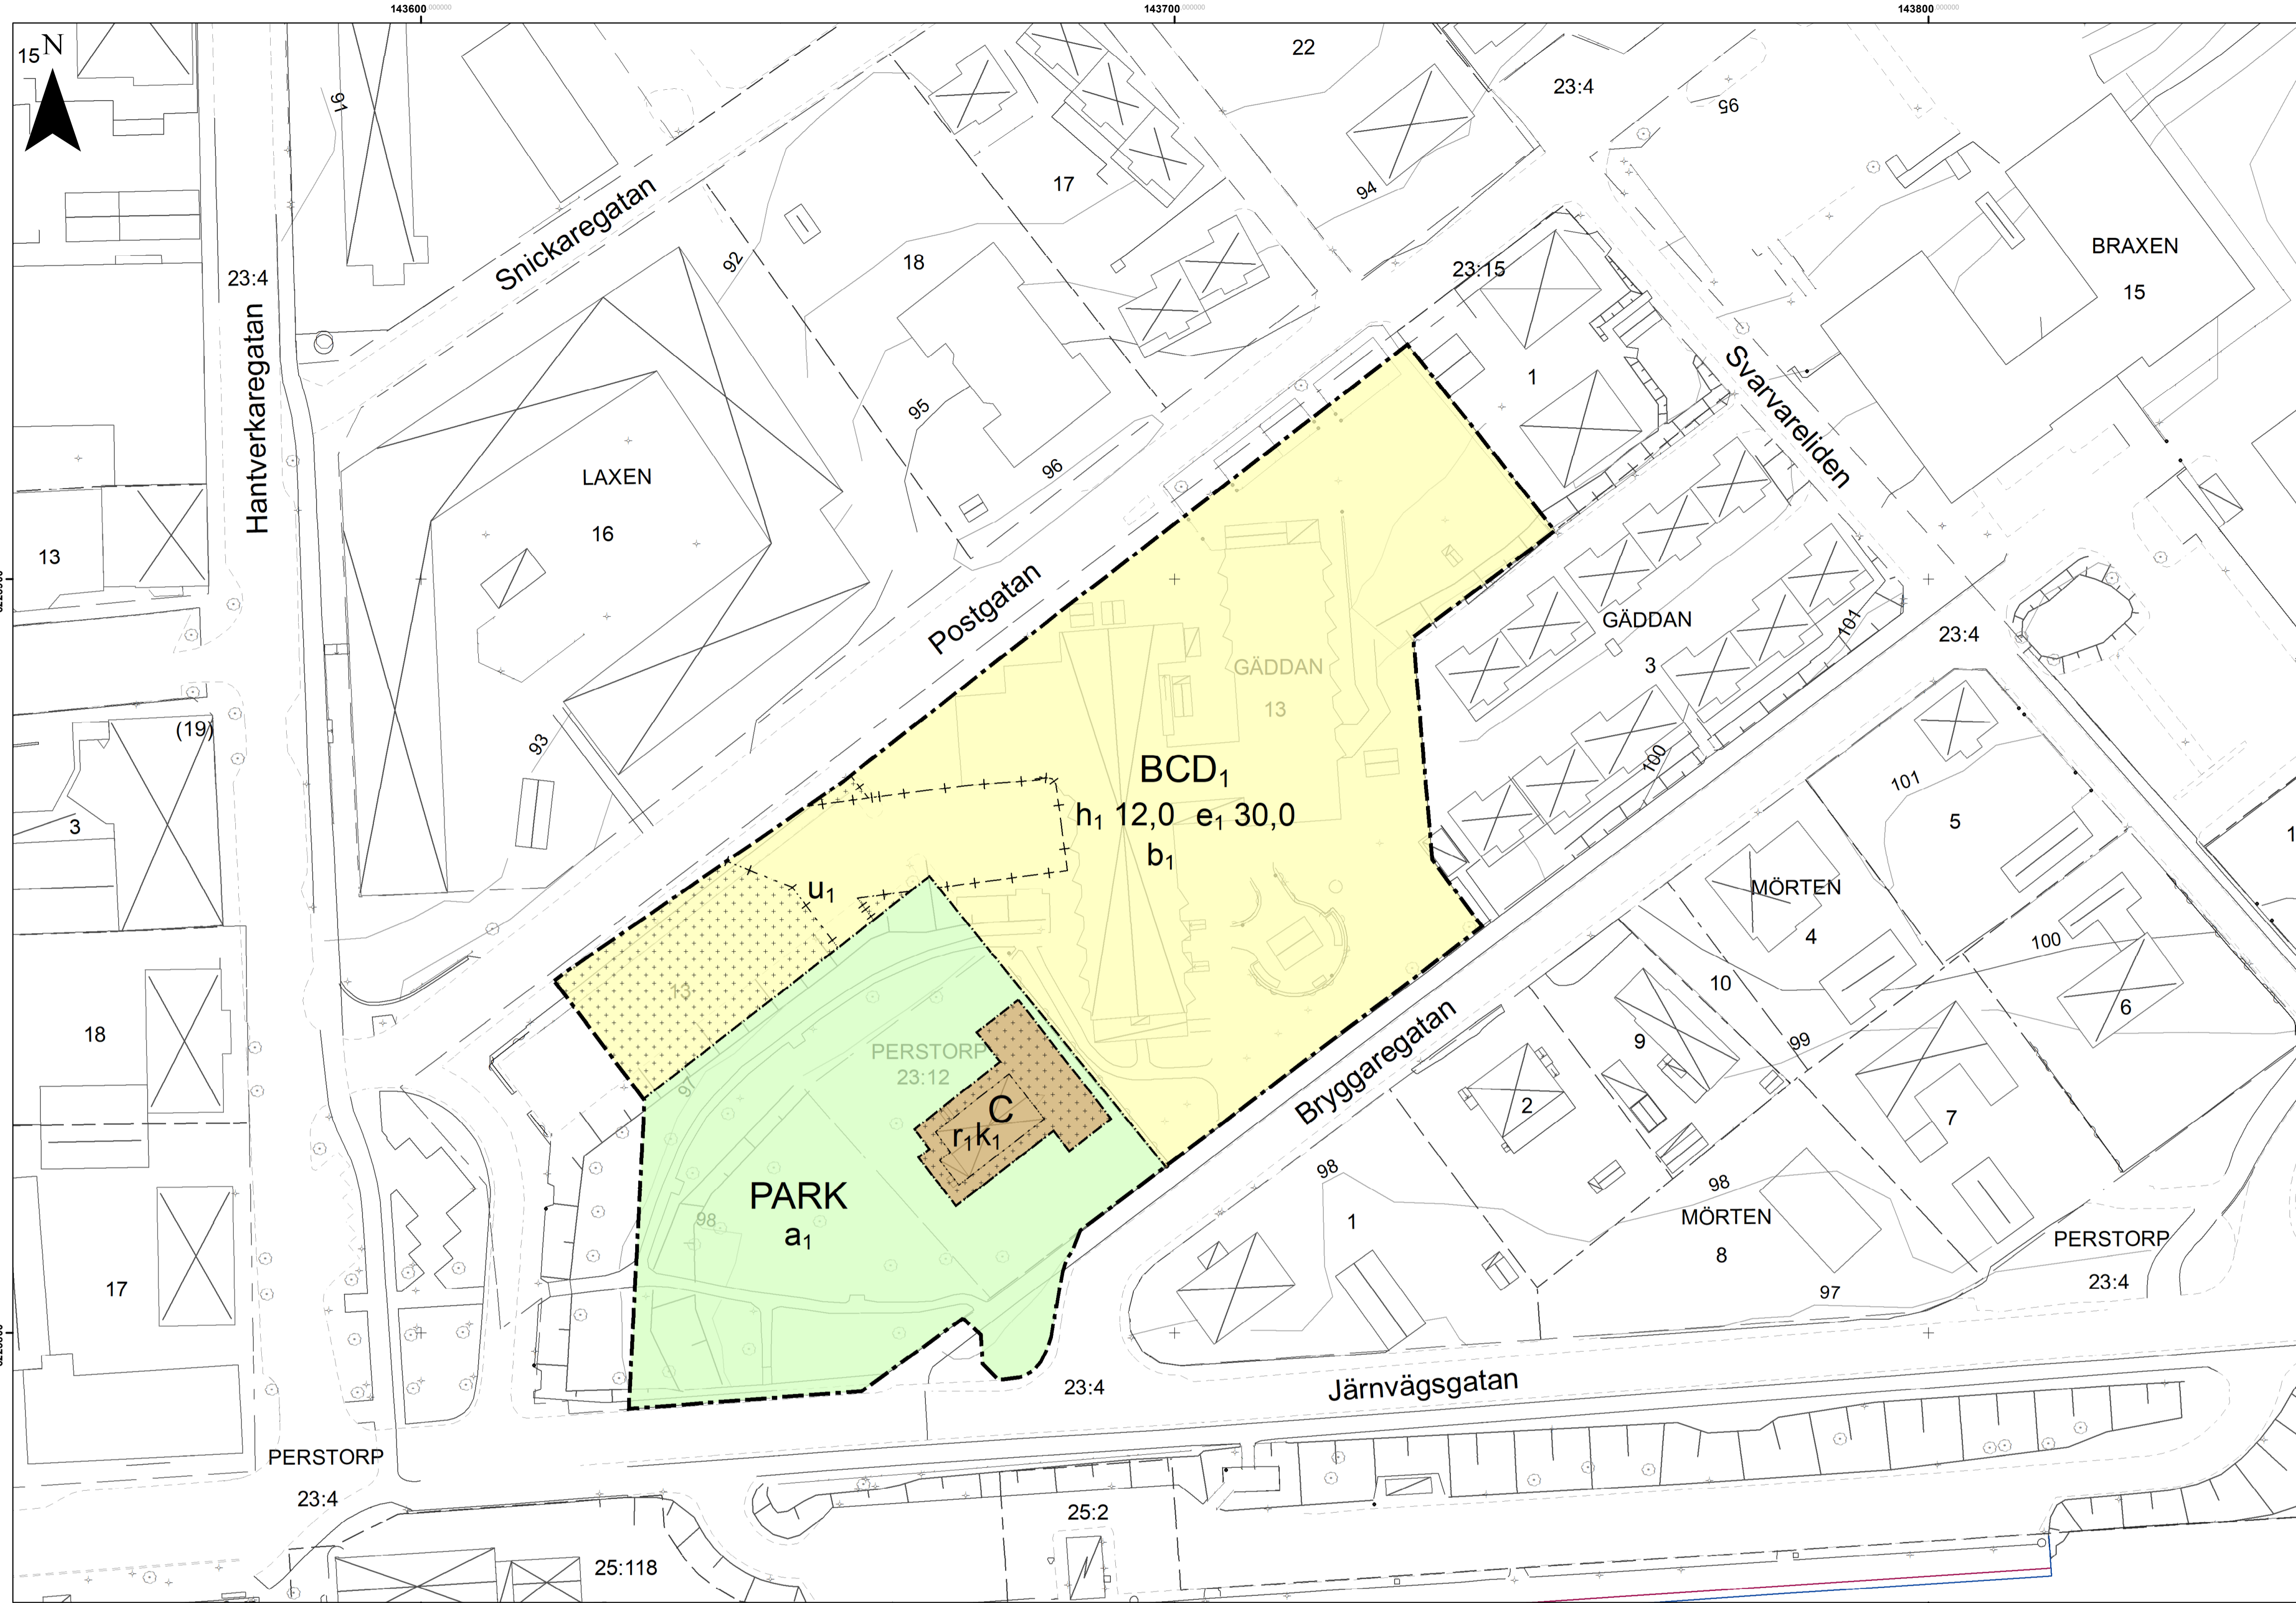 143600,000000
143700,000000
143800,000000
15 N
22
23:4
95
91
17
94
Snickaregatan
92
18
23:15
BRAXEN
15
23:4
Hantverkaregatan
1
Svarvareliden
95
LAXEN
16
96
13
Postgatan
GÄDDAN
3
101
23:4
GÄDDAN
13
(19)
93
BCD1
h1 12,0 e1 30,0
b1
100
101
5
3
u1
MÖRTEN
4
100
10
13
6
18
9
99
PERSTORP
23:12
97
Bryggaregatan
2
7
C
r1k1
PARK
a1
98
98
1
98
MÖRTEN
8
PERSTORP
23:4
97
17
23:4
Järnvägsgatan
PERSTORP
23:4
25:2
25:118